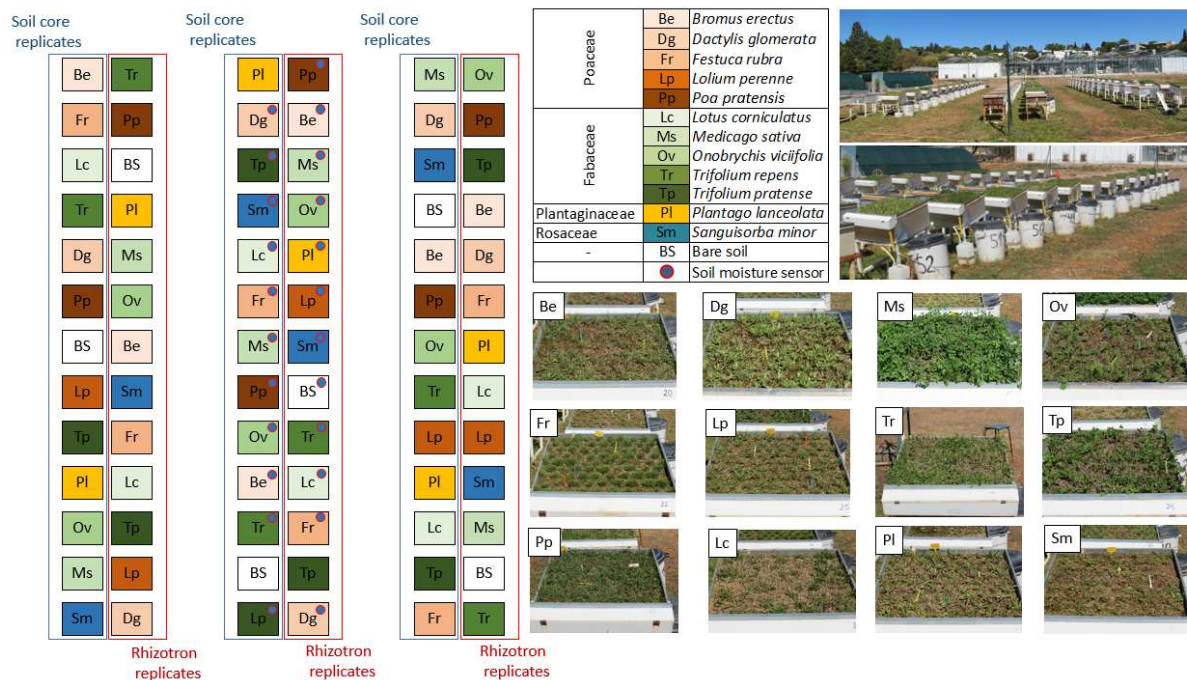 Soil core
replicates
Be Tr
Fr Pp
Lc BS
Tr Pl
Dg Ms
Pp Ov
BS Be
Lp Sm
Tp Fr
Pl Lc
Ov Tp
Ms Lp
Sm Dg
Rhizotron
replicates
Soil core
replicates
Pl Pp
Dg Be
Tp Ms
Sm Ov
Lc Pl
Fr Lp
Ms Sm
Pp BS
Ov Tr
Be Lc
Tr Fr
BS Tp
Lp Dg
Rhizotron
replicates
Soil core
replicates
Ms Ov
Dg Pp
Sm Tp
BS Be
Be Dg
Pp Fr
Ov Pl
Tr Lc
Lp Lp
Pl Sm
Lc Ms
Tp BS
Fr Tr
Rhizotron
replicates
Poaceae
Be Bromus erectus
Dg Dactylis glomerata
Fr Festuca rubra
Lp Lolium perenne
Pp Poa pratensis
Fabaceae
Lc Lotus corniculatus
Ms Medicago sativa
Ov Onobrychis viciifolia
Tr Trifolium repens
Tp Trifolium pratense
Plantaginaceae Pl Plantago lanceolata
Rosaceae Sm Sanguisorba minor
- BS Bare soil
Soil moisture sensor
52 51 50
Be Dg Ms Ov
20
Fr Lp Tr Tp
Pp Lc Pl Sm